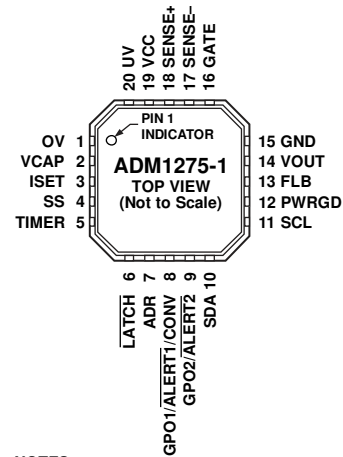 20 UV
19 VCC
18 SENSE+
17 SENSE–
16 GATE
PIN 1
INDICATOR
ADM1275-1
TOP VIEW
(Not to Scale)
OV 1
VCAP 2
ISET 3
SS 4
TIMER 5
15 GND
14 VOUT
13 FLB
12 PWRGD
11 SCL
LATCH 6
ADR 7
GPO1/ALERT1/CONV 8
GPO2/ALERT2 9
SDA 10